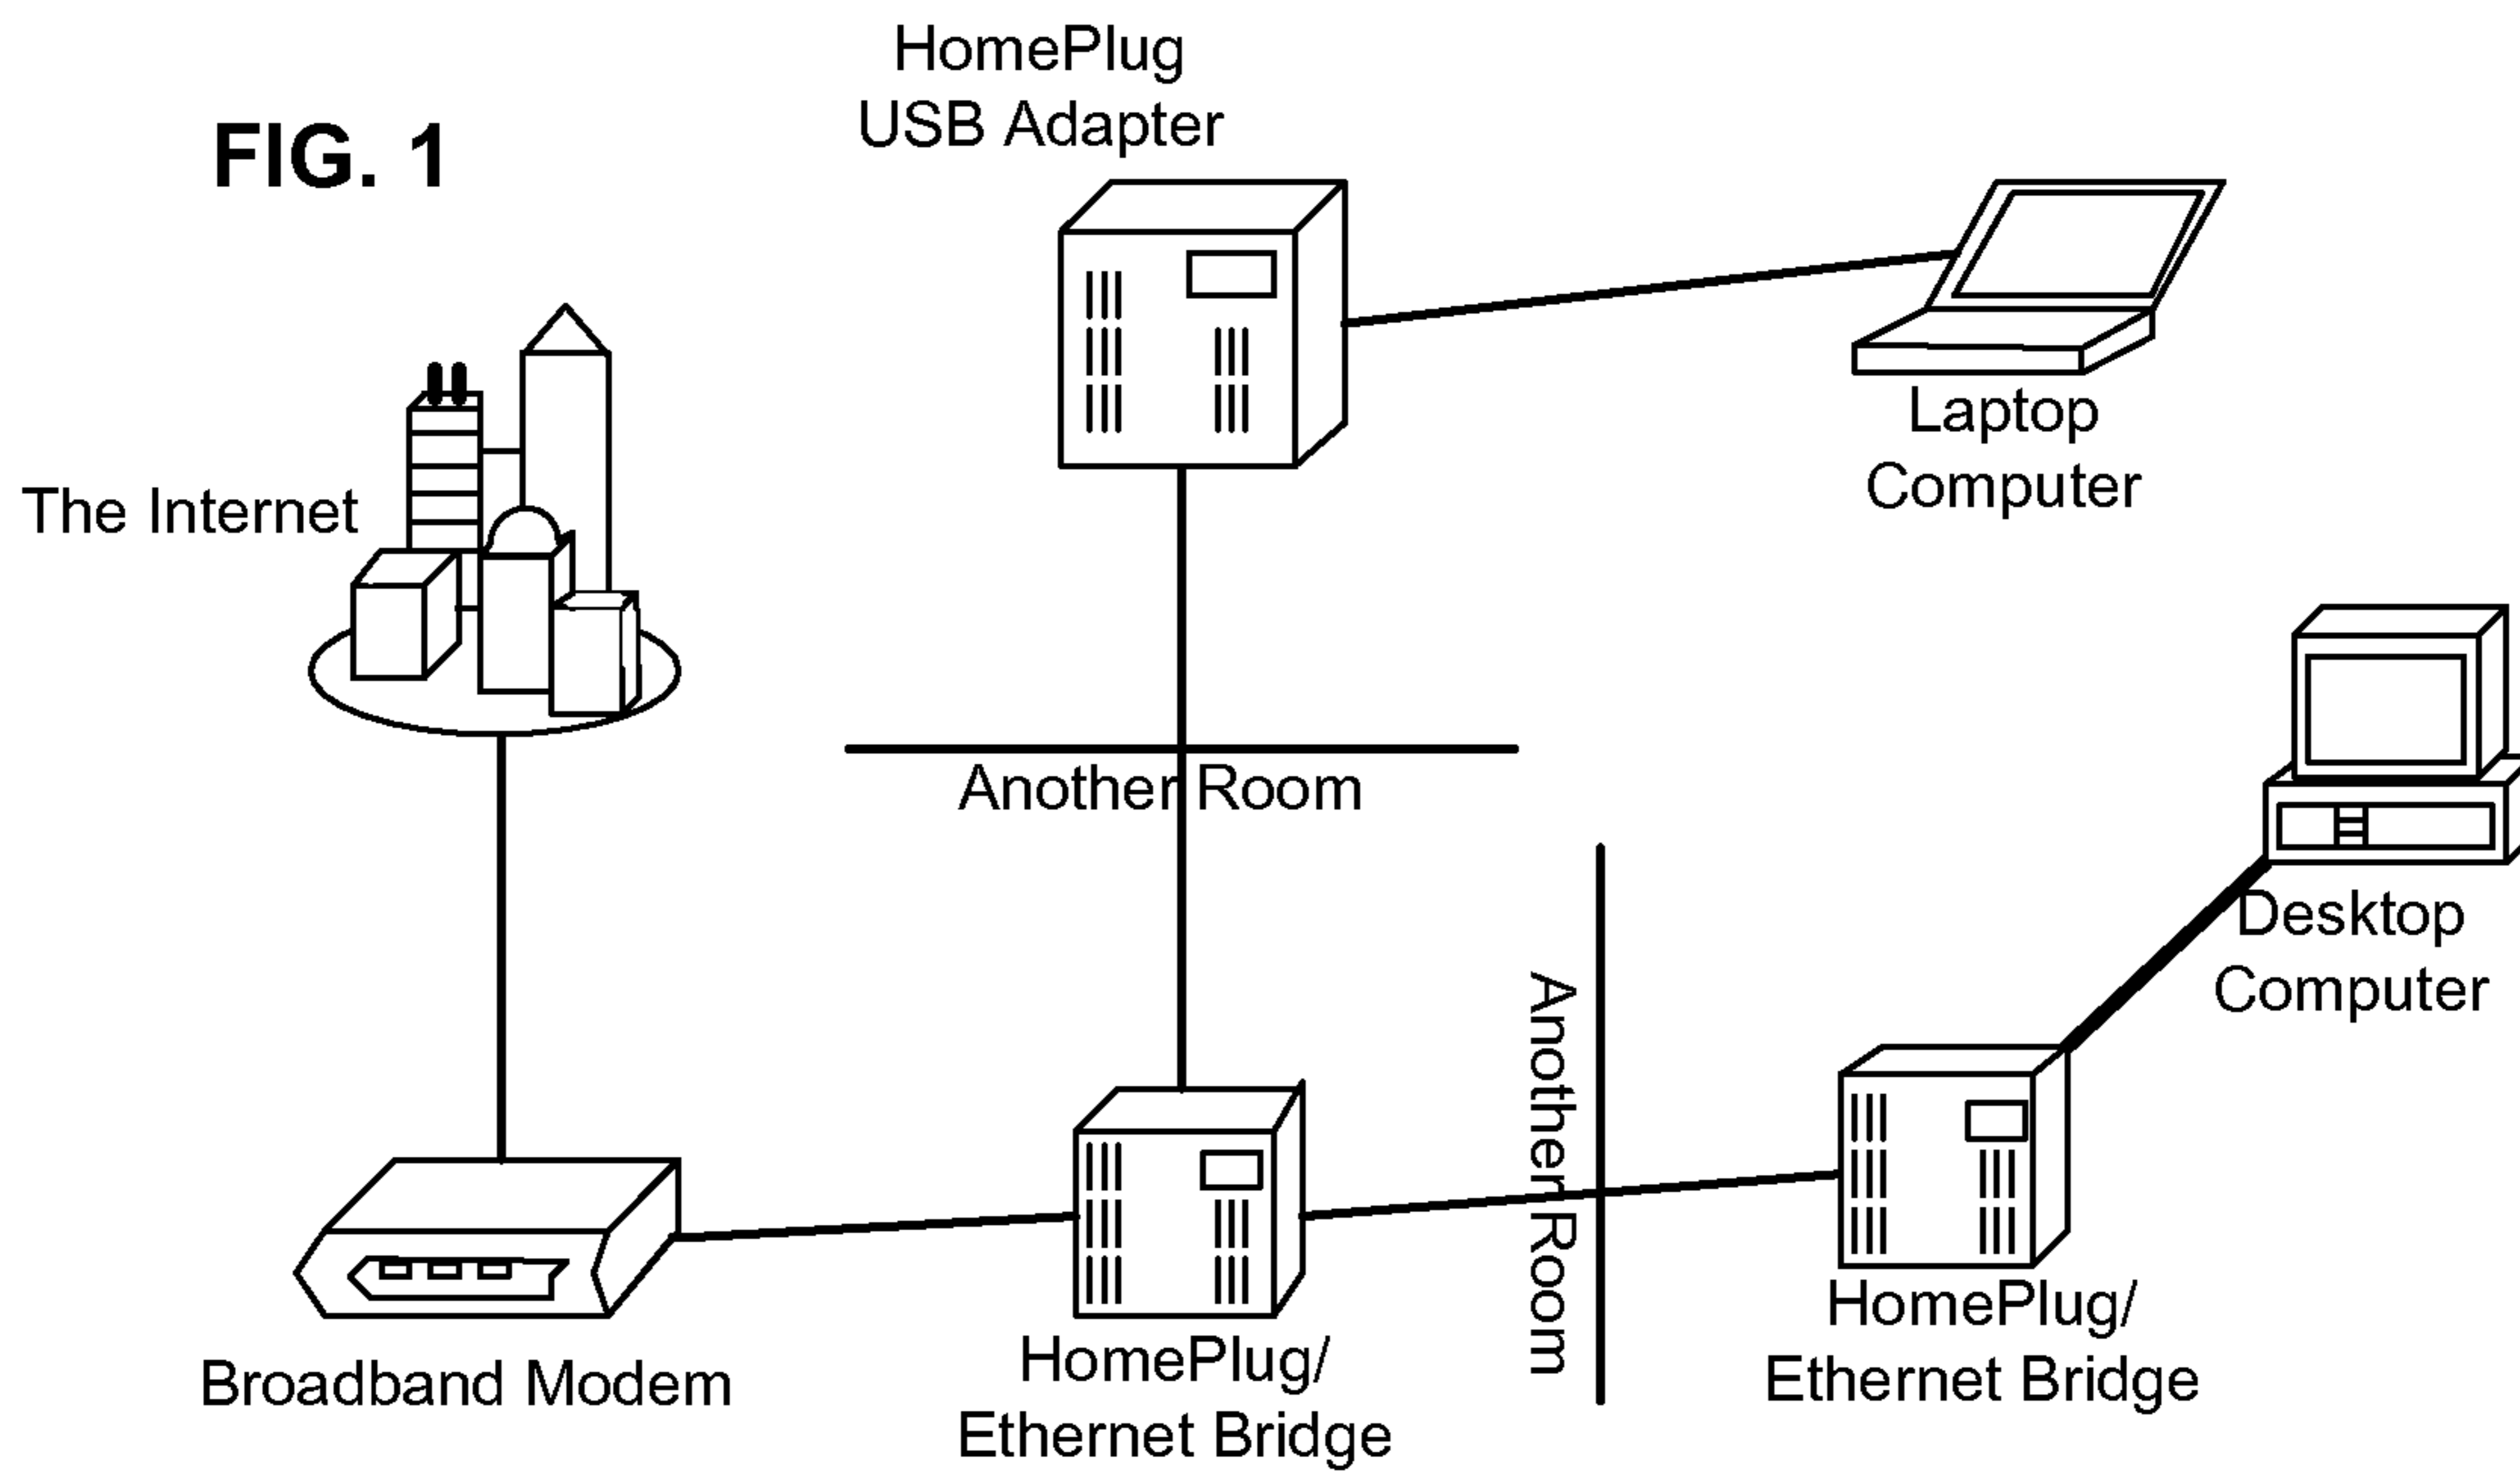 HomePlug
USB Adapter
FIG. 1
Laptop
Computer
The Internet
Another Room
Desktop
Computer
Another Room
HomePlug/
Ethernet Bridge
HomePlug/
Ethernet Bridge
Broadband Modem